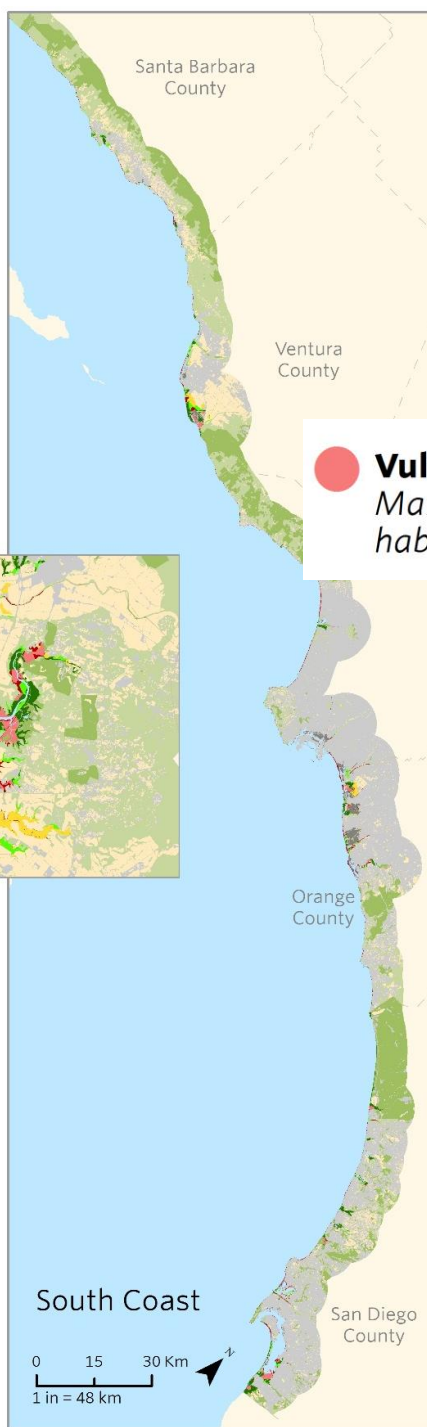 Santa Barbara
County
Ventura
County
Vul
Ma
hab
Orange
County
South Coast
San Diego
County
0 15 30 Km
N
1 in = 48 km